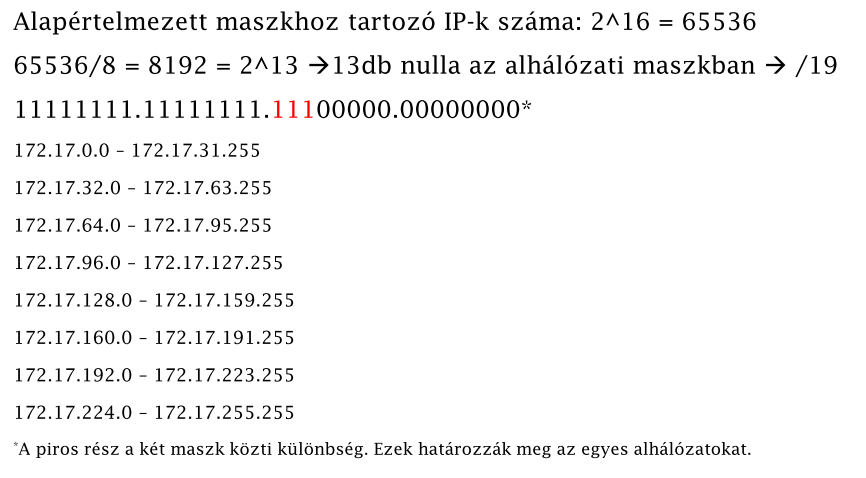 Alapértelmezett maszkhoz tartozó IP-k száma: 2^16 = 65536
65536/8 = 8192 = 2^13 →13db nulla az alhálózati maszkban → /19
11111111.11111111.11100000.00000000*
172.17.0.0 – 172.17.31.255
172.17.32.0 – 172.17.63.255
172.17.64.0 – 172.17.95.255
172.17.96.0 – 172.17.127.255
172.17.128.0 – 172.17.159.255
172.17.160.0 – 172.17.191.255
172.17.192.0 – 172.17.223.255
172.17.224.0 – 172.17.255.255
*A piros rész a két maszk közti különbség. Ezek határozzák meg az egyes alhálózatokat.